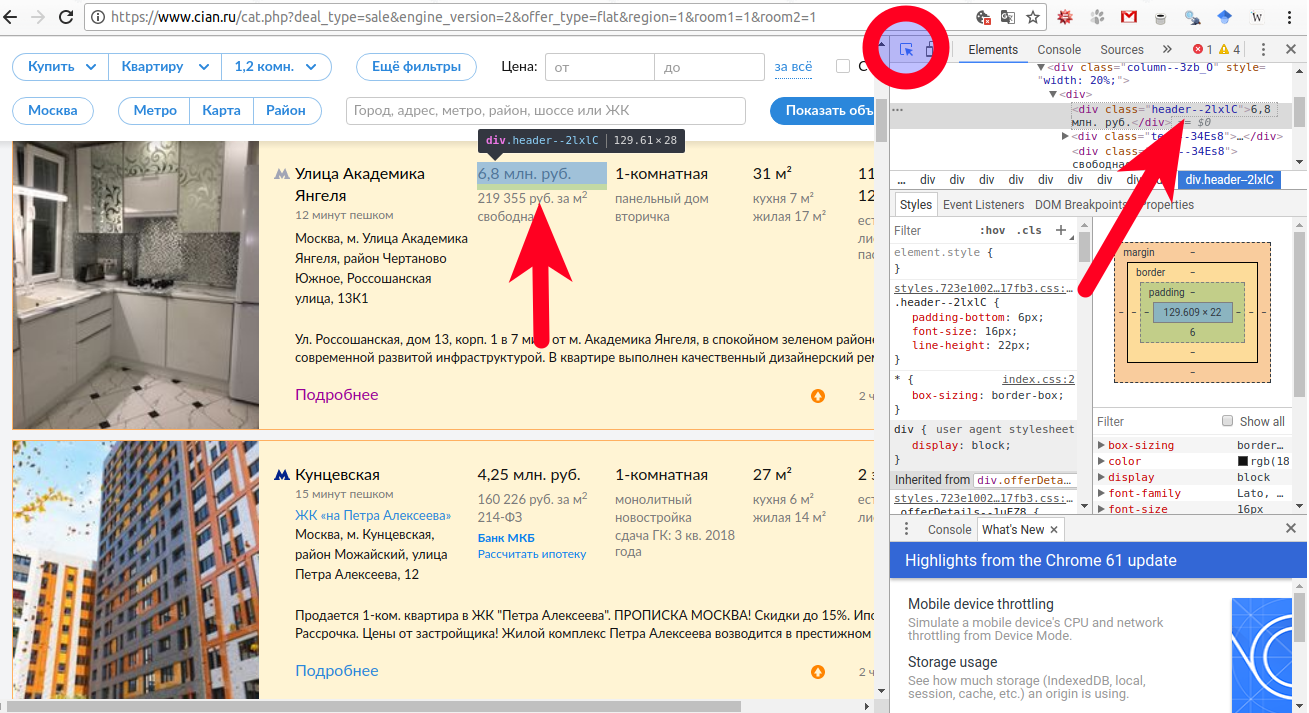 https://www.cian.ru/cat.php?deal_type=sale&engine_version=2&offer_type=flat&region=1&room1=1&room2=1
W
Купить
Квартиру
1,2 комн.
Ещё фильтры
Цена:
от
до
за всё
Москва
Метро
Карта
Район
Город, адрес, метро, район, шоссе или ЖК
Показать объ
div.header--2lxlC | 129.61×28
Улица Академика
Янгеля
12 минут пешком
Москва, м. Улица Академика
Янгеля, район Чертаново
Южное, Россошанская
улица, 13К1
6,8 млн. руб.
219 355 руб. за м²
свободна
1-комнатная
панельный дом
вторичка
31 м²
кухня 7 м²
жилая 17 м²
11
12
ест
лис
пас
Ул. Россошанская, дом 13, корп. 1 в 7 мин от м. Академика Янгеля, в спокойном зеленом районе
современной развитой инфраструктурой. В квартире выполнен качественный дизайнерский рем
Подробнее
2 ч
Кунцевская
15 минут пешком
ЖК «на Петра Алексеева»
Москва, м. Кунцевская,
район Можайский, улица
Петра Алексеева, 12
4,25 млн. руб.
160 226 руб. за м²
214-ФЗ
Банк МКБ
Рассчитать ипотеку
1-комнатная
монолитный
новостройка
сдача ГК: 3 кв. 2018
года
27 м²
кухня 6 м²
жилая 14 м²
2 э
ест
лис
Продается 1-ком. квартира в ЖК "Петра Алексеева". ПРОПИСКА МОСКВА! Скидки до 15%. Ипо
Рассрочка. Цены от застройщика! Жилой комплекс Петра Алексеева возводится в престижном
Подробнее
2 ч
Elements
Console
Sources
»
1
4
<div class="column--3zb_O" style=
"width: 20%;">
<div>
<div class="header--2lxlC">6,8
млн. руб.</div> == $0
<div class="te --34Es8">…</div>
<div class= --34Es8">
свободная
… div div div div div div div div.header--2lxlC
Styles
Event Listeners
DOM Breakpoints
Properties
Filter
:hov
.cls
+
element.style {
}
styles.723e1002…17fb3.css:…
.header--2lxlC {
padding-bottom: 6px;
font-size: 16px;
line-height: 22px;
}
* {
index.css:2
box-sizing: border-box;
}
div {
user agent stylesheet
display: block;
}
Inherited from div.offerDeta…
styles.723e1002…17fb3.css:…
.offerDetails--1uFZ8 {
margin –
border –
padding –
129.609 × 22
6
–
–
Filter
Show all
box-sizing
border…
color
rgb(18
display
block
font-family
Lato, …
font-size
16px
Console
What's New
Highlights from the Chrome 61 update
Mobile device throttling
Simulate a mobile device's CPU and network
throttling from Device Mode.
Storage usage
See how much storage (IndexedDB, local,
session, cache, etc.) an origin is using.